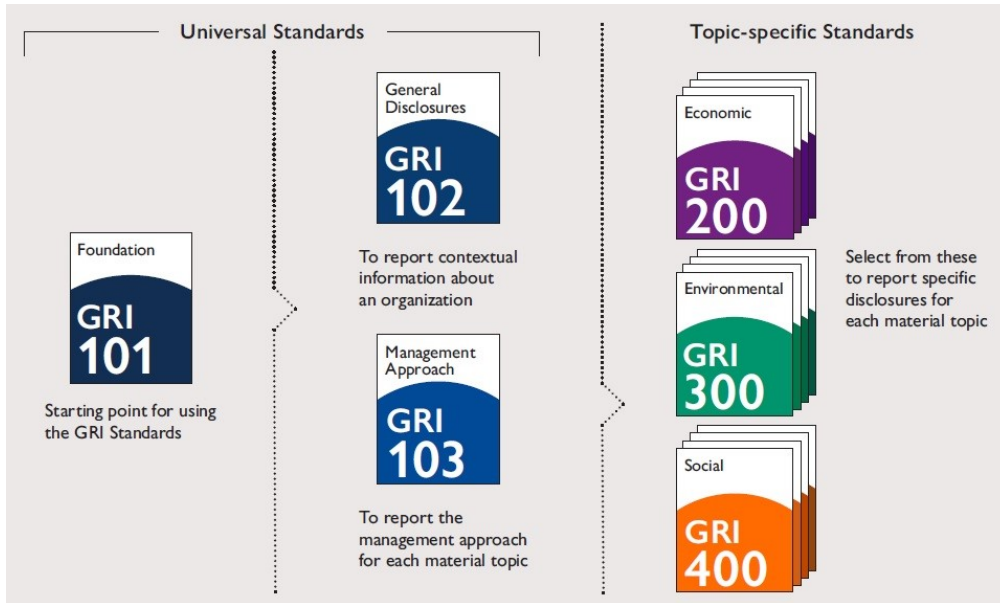 Universal Standards
Topic-specific Standards
Foundation
GRI
101
Starting point for using
the GRI Standards
General
Disclosures
GRI
102
To report contextual
information about
an organization
Management
Approach
GRI
103
To report the
management approach
for each material topic
Economic
GRI
200
Environmental
GRI
300
Social
GRI
400
Select from these
to report specific
disclosures for
each material topic